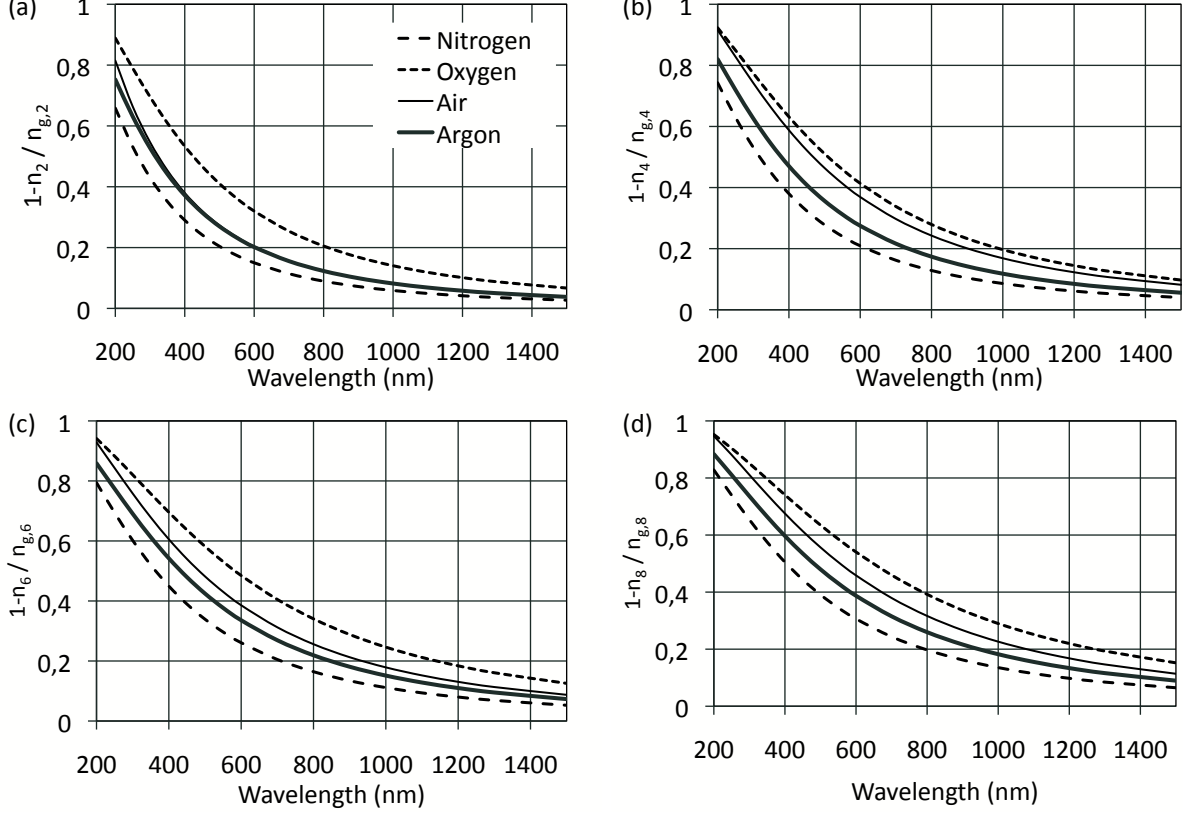 (a)
1
0,8
0,6
0,4
0,2
0
1-n2 / ng,2
Nitrogen
Oxygen
Air
Argon
200 400 600 800 1000 1200 1400
Wavelength (nm)
(b)
1
0,8
0,6
0,4
0,2
0
1-n4 / ng,4
200 400 600 800 1000 1200 1400
Wavelength (nm)
(c)
1
0,8
0,6
0,4
0,2
0
1-n6 / ng,6
200 400 600 800 1000 1200 1400
Wavelength (nm)
(d)
1
0,8
0,6
0,4
0,2
0
1-n8 / ng,8
200 400 600 800 1000 1200 1400
Wavelength (nm)